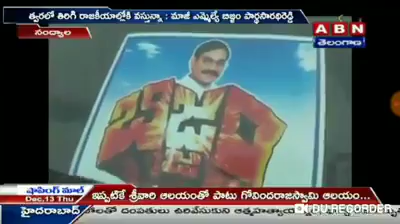 త్వరలో తిరిగి రాజకీయాల్లోకి వస్తున్నా : మాజీ ఎమ్మెల్యే బిజ్జం పార్థసారథిరెడ్డి
నంద్యాల
ABN
తెలంగాణ
షాపింగ్ మాల్
Dec,13 Thu
ఇప్పటికే శ్రీవారి ఆలయంతో పాటు గోవిందరాజస్వామి ఆలయం...
హైదరాబాద్
DU RECORDER